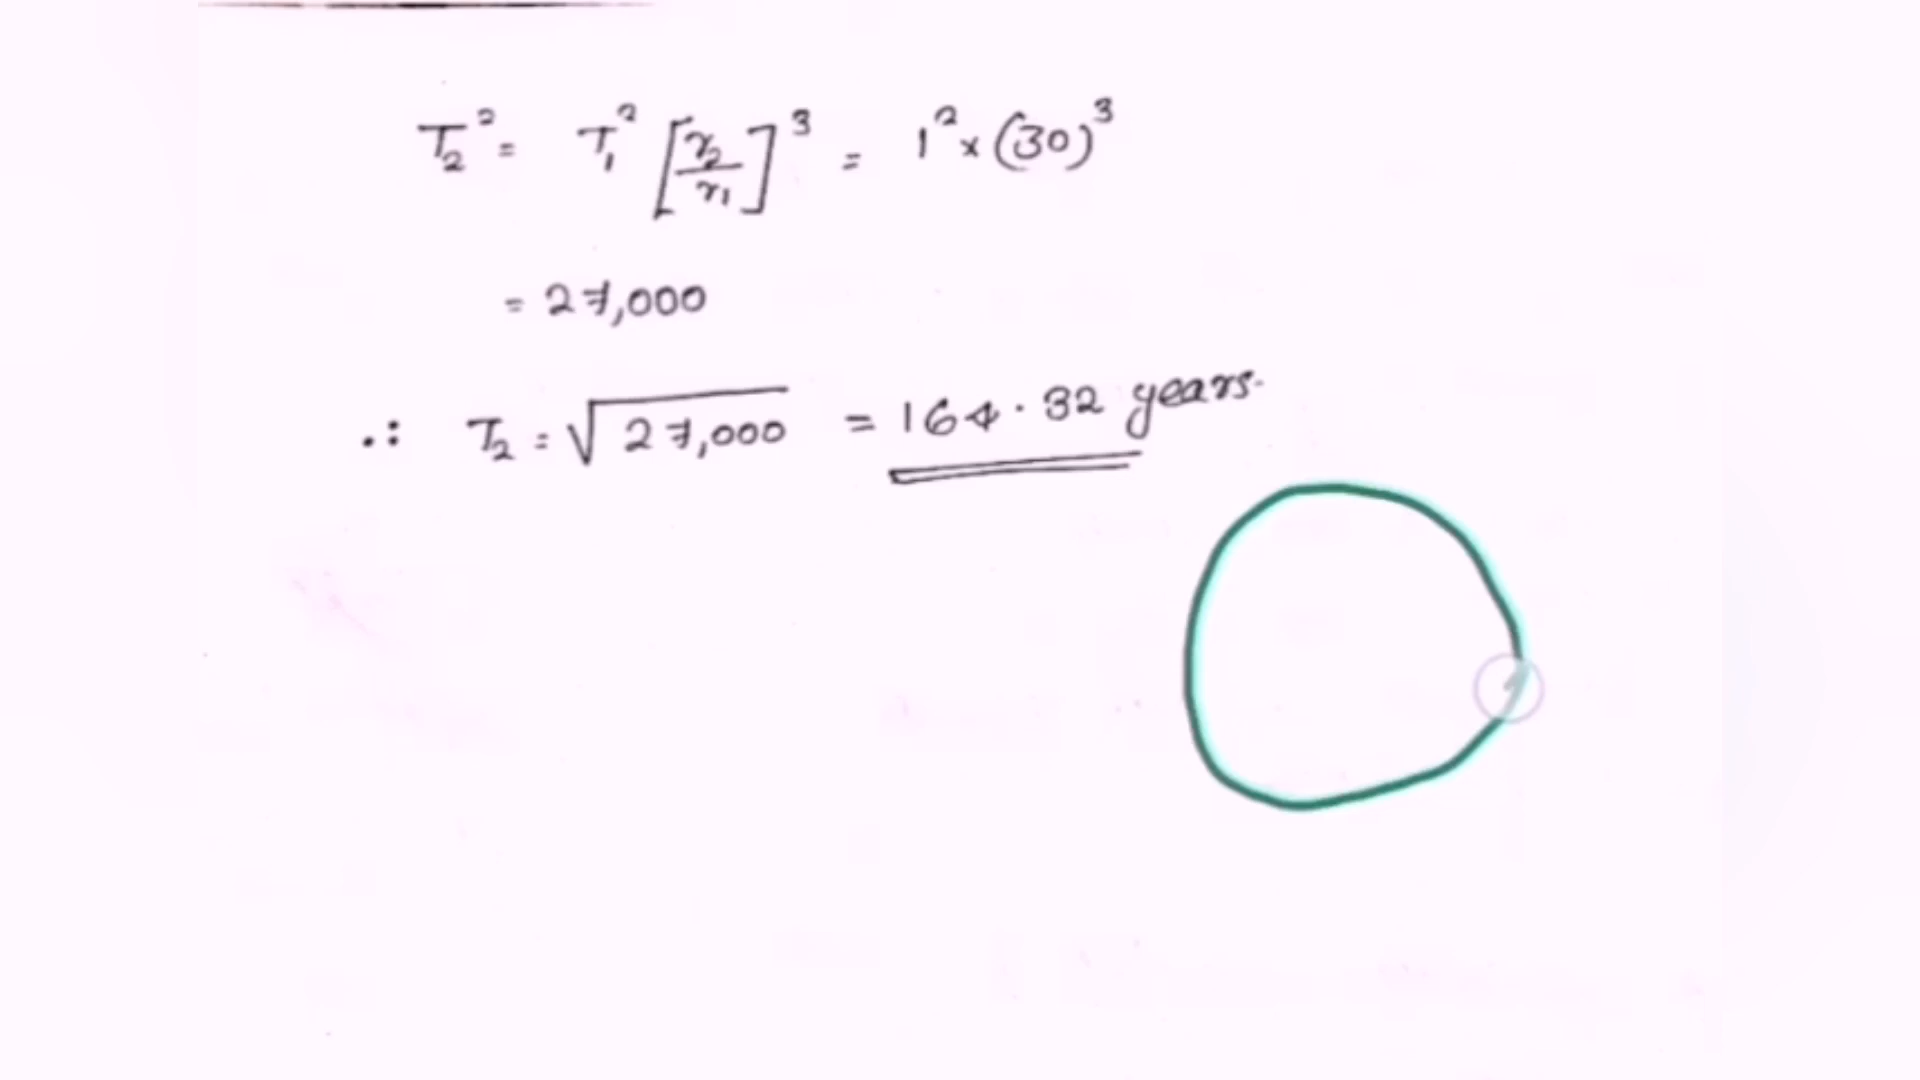 T₂² = T₁² [r₂/r₁]³ = 1² × (30)³
= 27,000
∴ T₂ = √27,000 = 164.32 years.